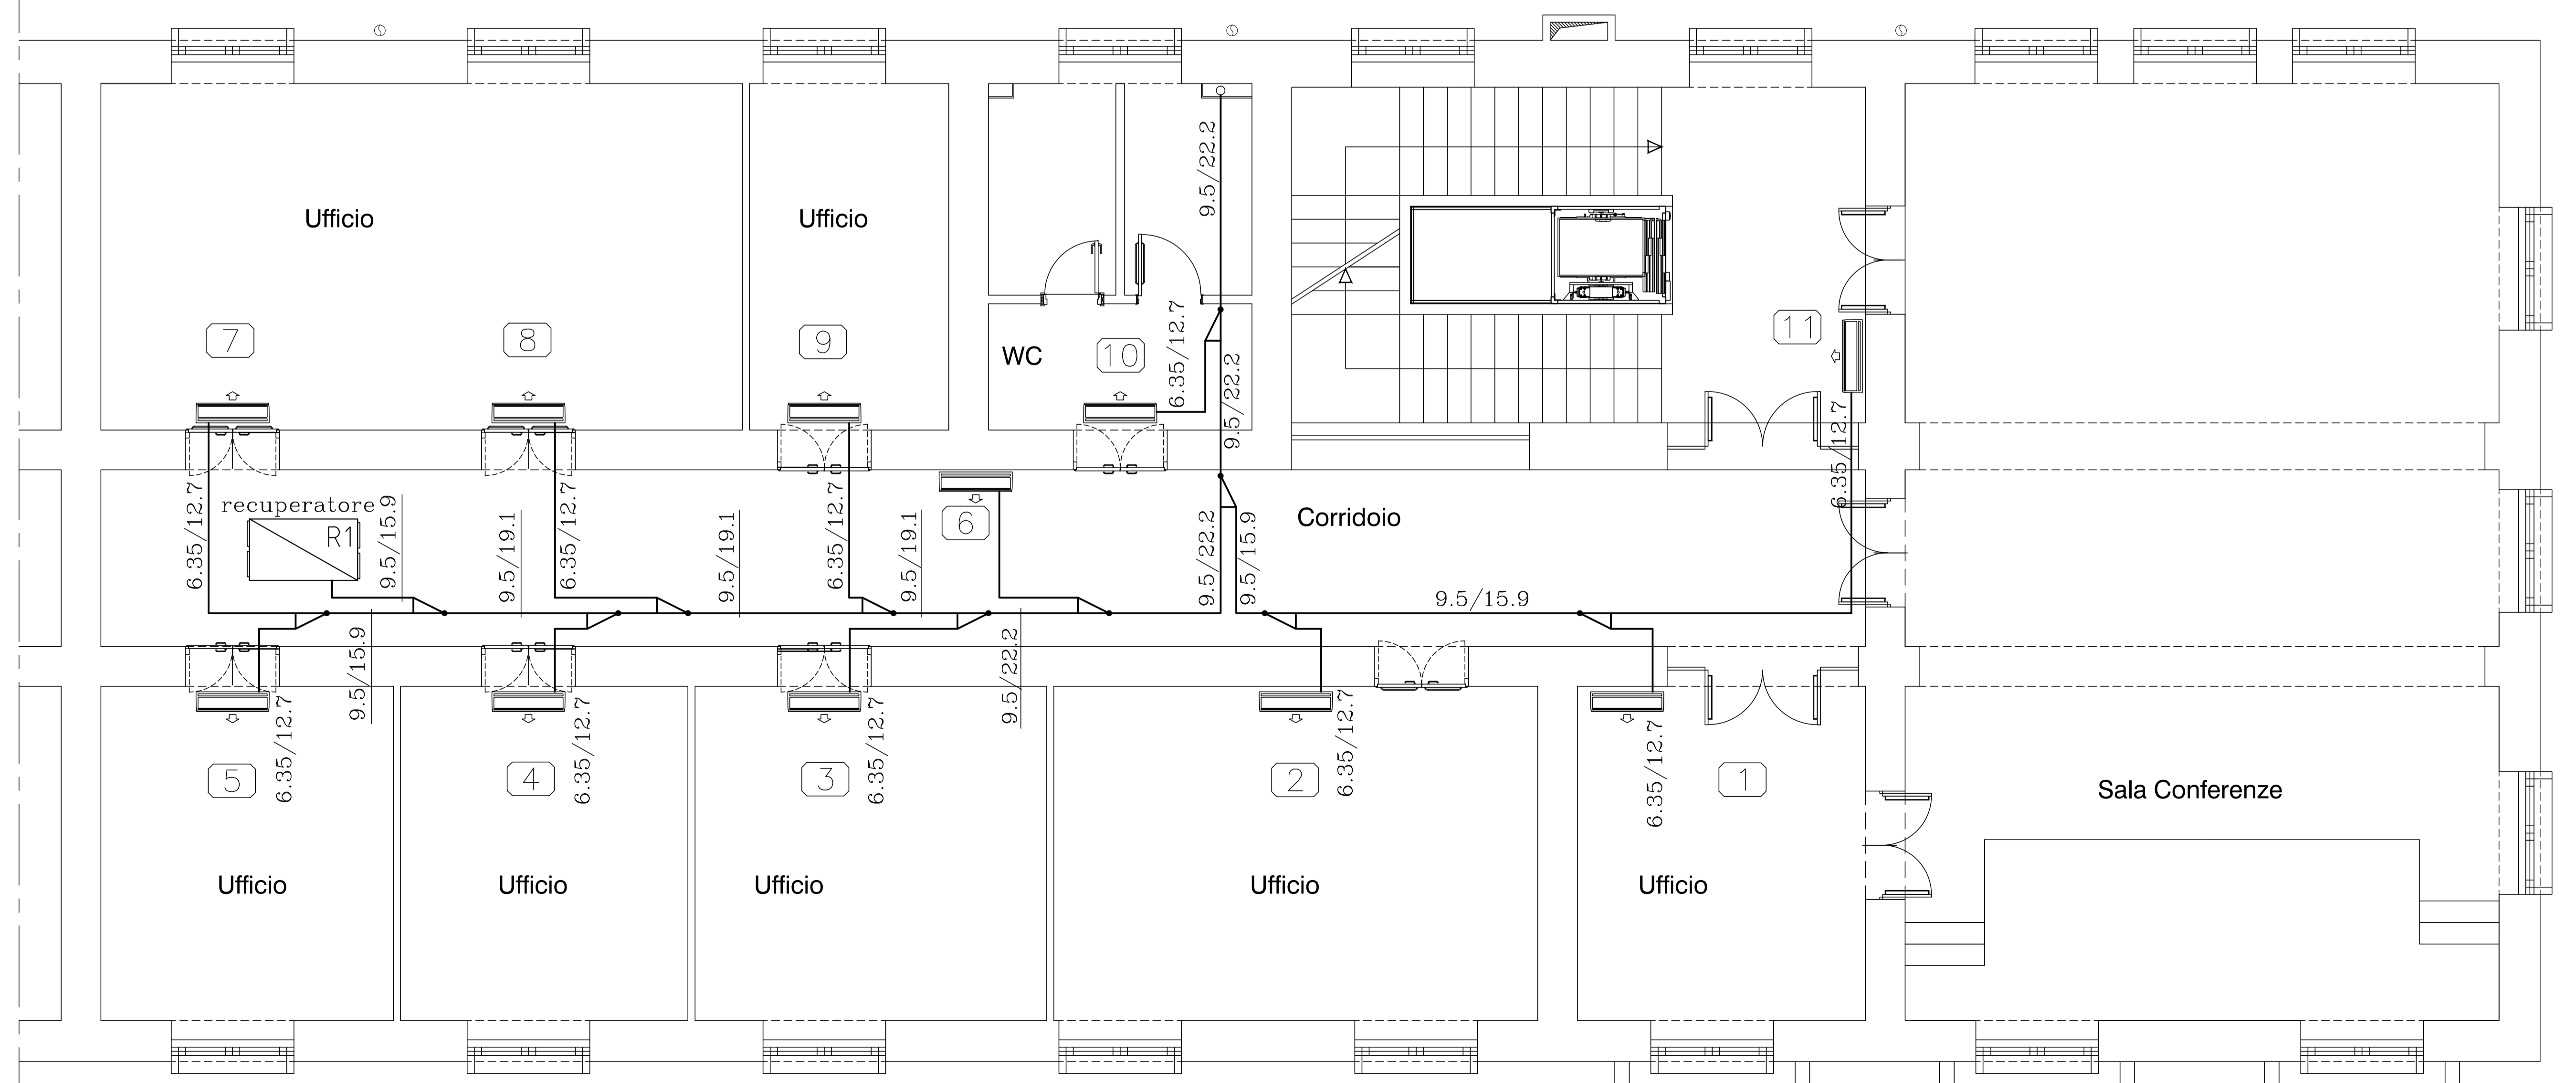 9.5/22.2
Ufficio
Ufficio
7
8
9
WC
10
6.35/12.7
9.5/22.2
11
6.35/12.7
recuperatore
R1
6.35/12.7
9.5/15.9
9.5/19.1
6.35/12.7
9.5/19.1
6.35/12.7
9.5/19.1
6
9.5/22.2
9.5/15.9
Corridoio
9.5/15.9
9.5/15.9
9.5/22.2
5
6.35/12.7
4
6.35/12.7
3
6.35/12.7
2
6.35/12.7
6.35/12.7
1
Sala Conferenze
Ufficio
Ufficio
Ufficio
Ufficio
Ufficio